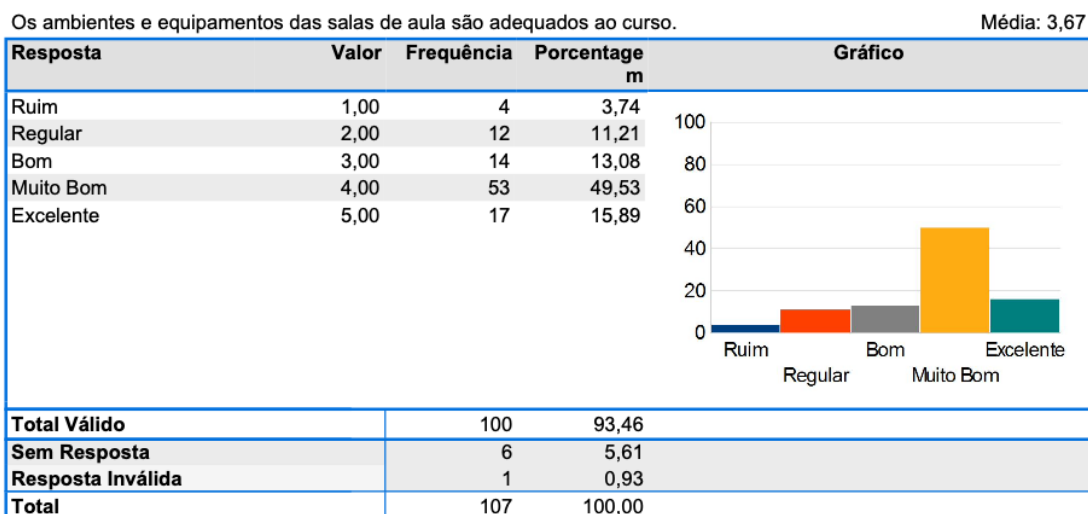 Os ambientes e equipamentos das salas de aula são adequados ao curso. Média: 3,67
Resposta Valor Frequência Porcentage Gráfico
m
Ruim 1,00 4 3,74
Regular 2,00 12 11,21
Bom 3,00 14 13,08
Muito Bom 4,00 53 49,53
Excelente 5,00 17 15,89
100
80
60
40
20
0
Ruim Bom Excelente
Regular Muito Bom
Total Válido 100 93,46
Sem Resposta 6 5,61
Resposta Inválida 1 0,93
Total 107 100,00